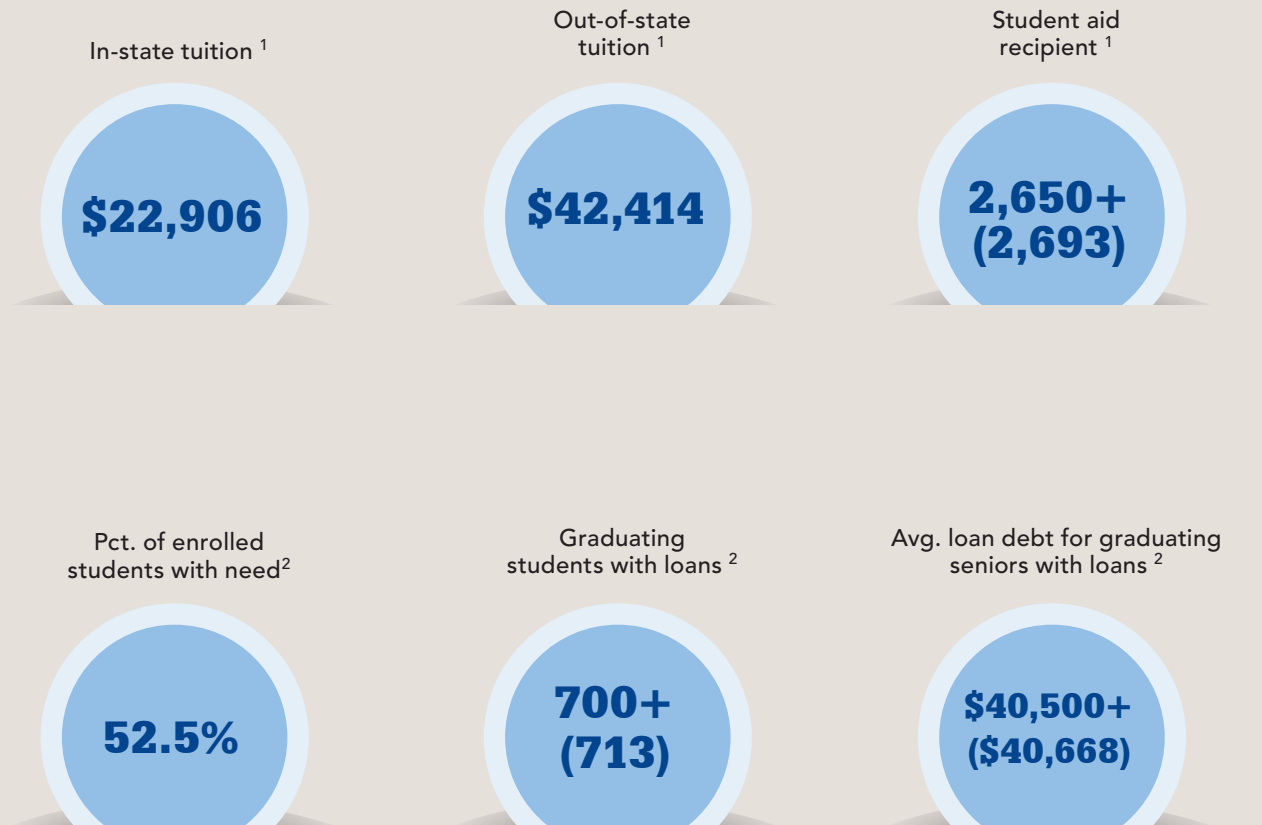 In-state tuition 1
$22,906
Out-of-state
tuition 1
$42,414
Student aid
recipient 1
2,650+
(2,693)
Pct. of enrolled
students with need2
52.5%
Graduating
students with loans 2
700+
(713)
Avg. loan debt for graduating
seniors with loans 2
$40,500+
($40,668)